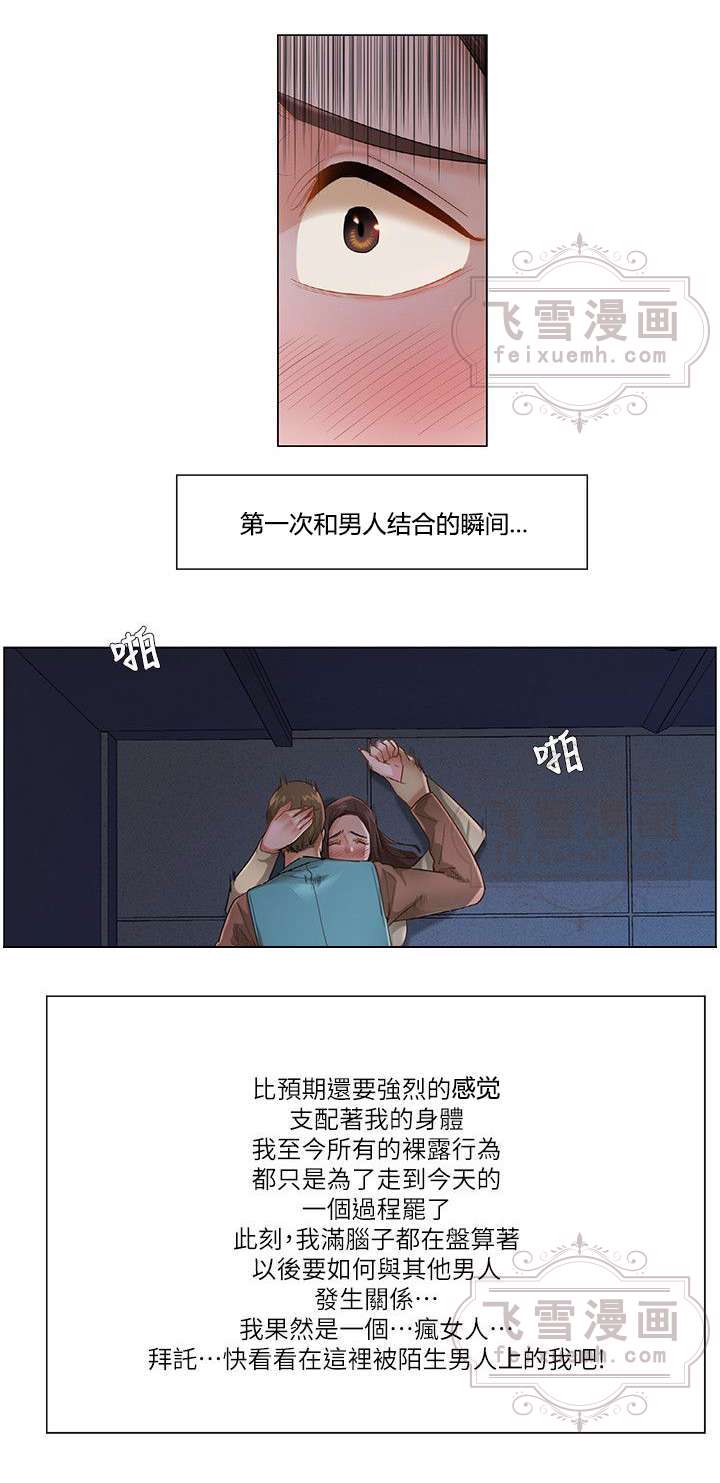 飞雪漫画
feixuemh.com
第一次和男人结合的瞬间...
啪
啪
飞雪漫画
比預期還要強烈的感觉
支配著我的身體
我至今所有的裸露行為
都只是為了走到今天的
一個過程罷了
此刻,我滿腦子都在盤算著
以後要如何與其他男人
發生關係⋯
我果然是一個⋯瘋女人⋯
拜託⋯快看看在這裡被陌生男人上的我吧!
飞雪漫画
feixuemh.com